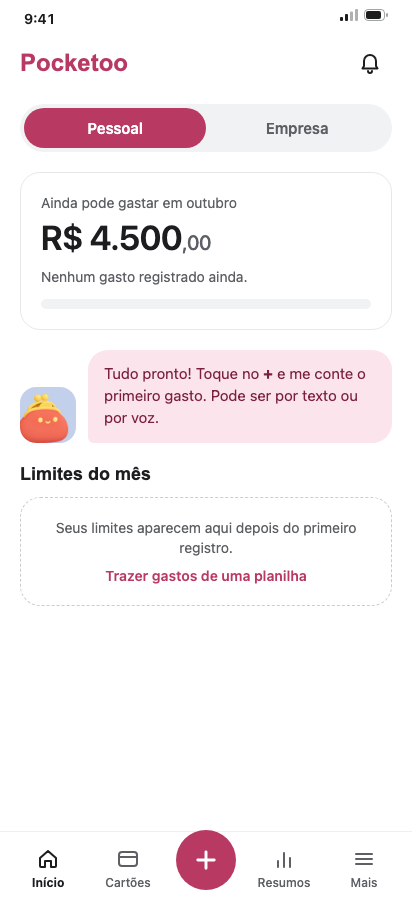 9:41
Pocketoo
Pessoal
Empresa
Ainda pode gastar em outubro
R$ 4.500,00
Nenhum gasto registrado ainda.
Tudo pronto! Toque no + e me conte o
primeiro gasto. Pode ser por texto ou
por voz.
Limites do mês
Seus limites aparecem aqui depois do primeiro
registro.
Trazer gastos de uma planilha
Início
Cartões
Resumos
Mais